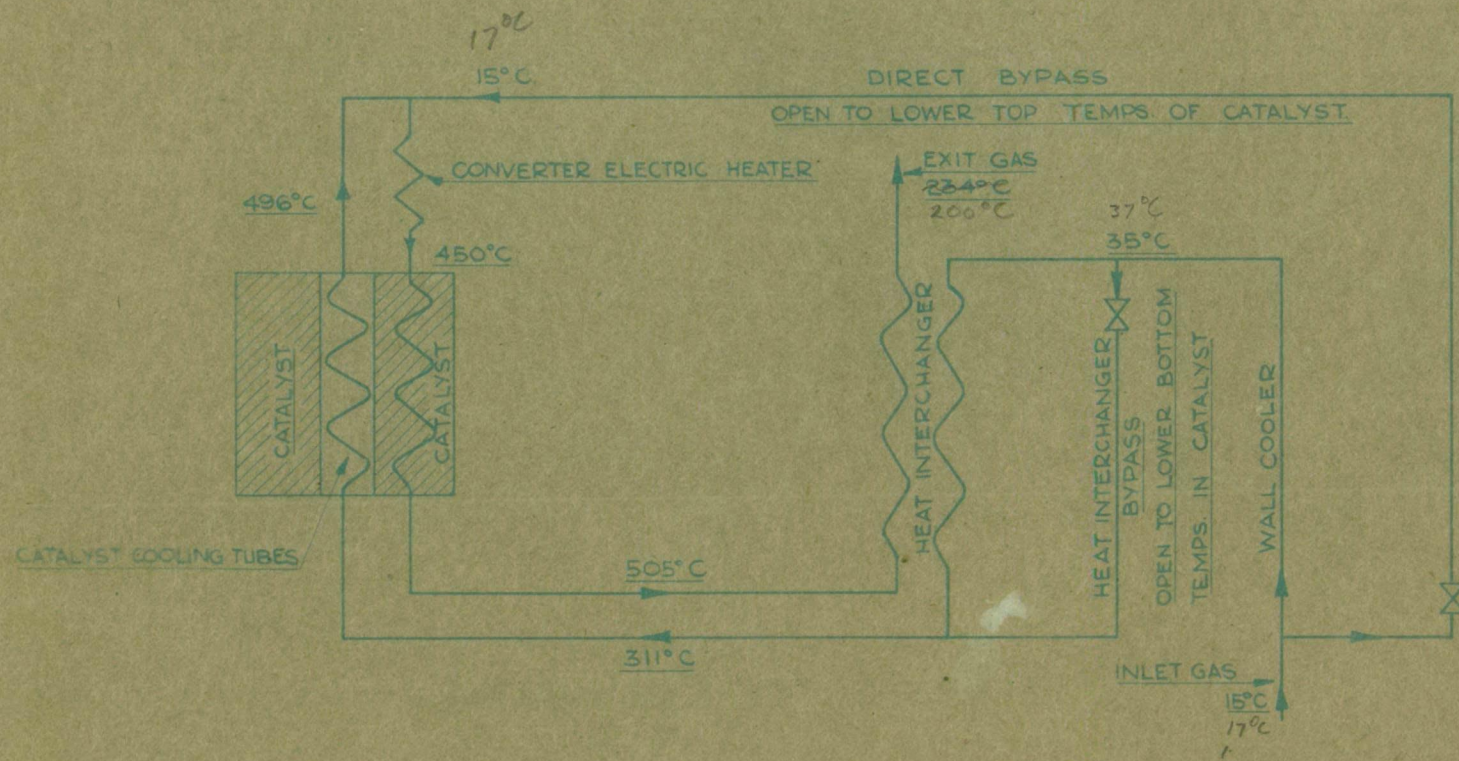 17°C
15°C
DIRECT BYPASS
OPEN TO LOWER TOP TEMPS. OF CATALYST.
CONVERTER ELECTRIC HEATER
EXIT GAS
234°C
200°C
496°C
37°C
35°C
450°C
CATALYST
CATALYST
HEAT INTERCHANGER
HEAT INTERCHANGER
BYPASS
OPEN TO LOWER BOTTOM
TEMPS. IN CATALYST
WALL COOLER
CATALYST COOLING TUBES
505°C
311°C
INLET GAS
15°C
17°C